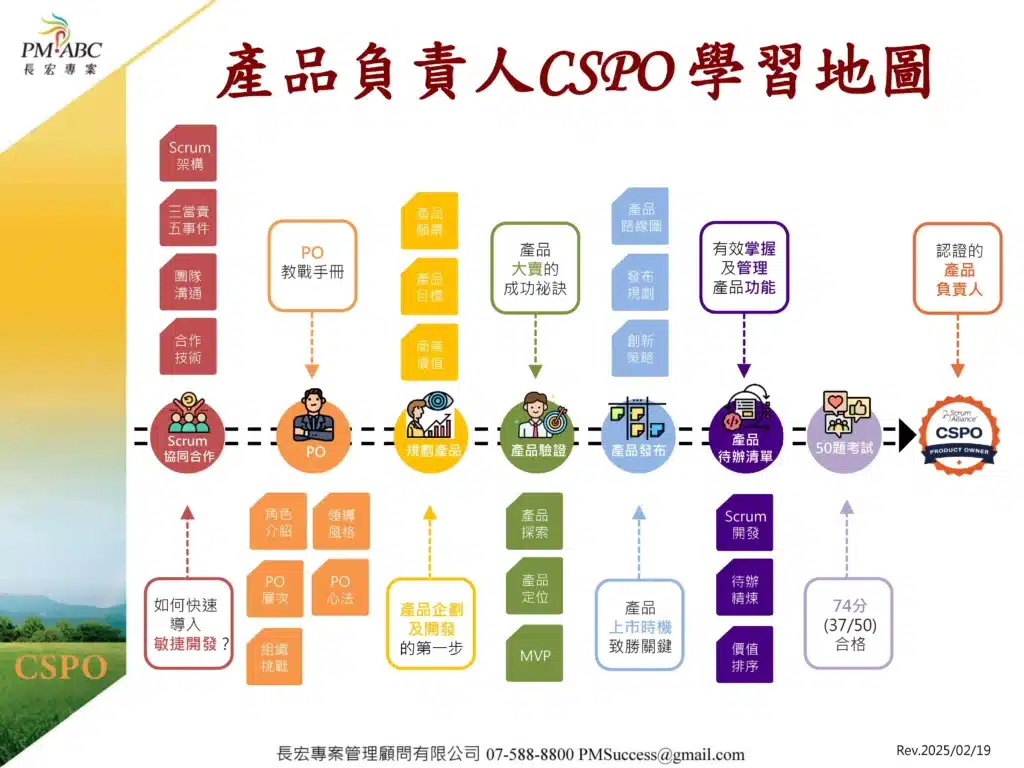 PM ABC
長宏專案
產品負責人CSPO 學習地圖
Scrum
架構
三當責
五事件
團隊
溝通
合作
技術
PO
教戰手冊
產品
願景
產品
目標
商業
價值
產品
大賣的
成功祕訣
產品
路線圖
發布
規劃
創新
策略
有效掌握
及管理
產品功能
認證的
產品
負責人
Scrum
協同合作
PO
規劃產品
產品驗證
產品發布
產品
待辦清單
50題考試
Scrum
Alliance
CSPO
PRODUCT OWNER
如何快速
導入
敏捷開發？
角色
介紹
領導
風格
PO
層次
PO
心法
組織
挑戰
產品企劃
及開發
的第一步
產品
探索
產品
定位
MVP
產品
上市時機
致勝關鍵
Scrum
開發
待辦
精煉
價值
排序
74分
(37/50)
合格
CSPO
長宏專案管理顧問有限公司 07-588-8800 PMSuccess@gmail.com
Rev.2025/02/19